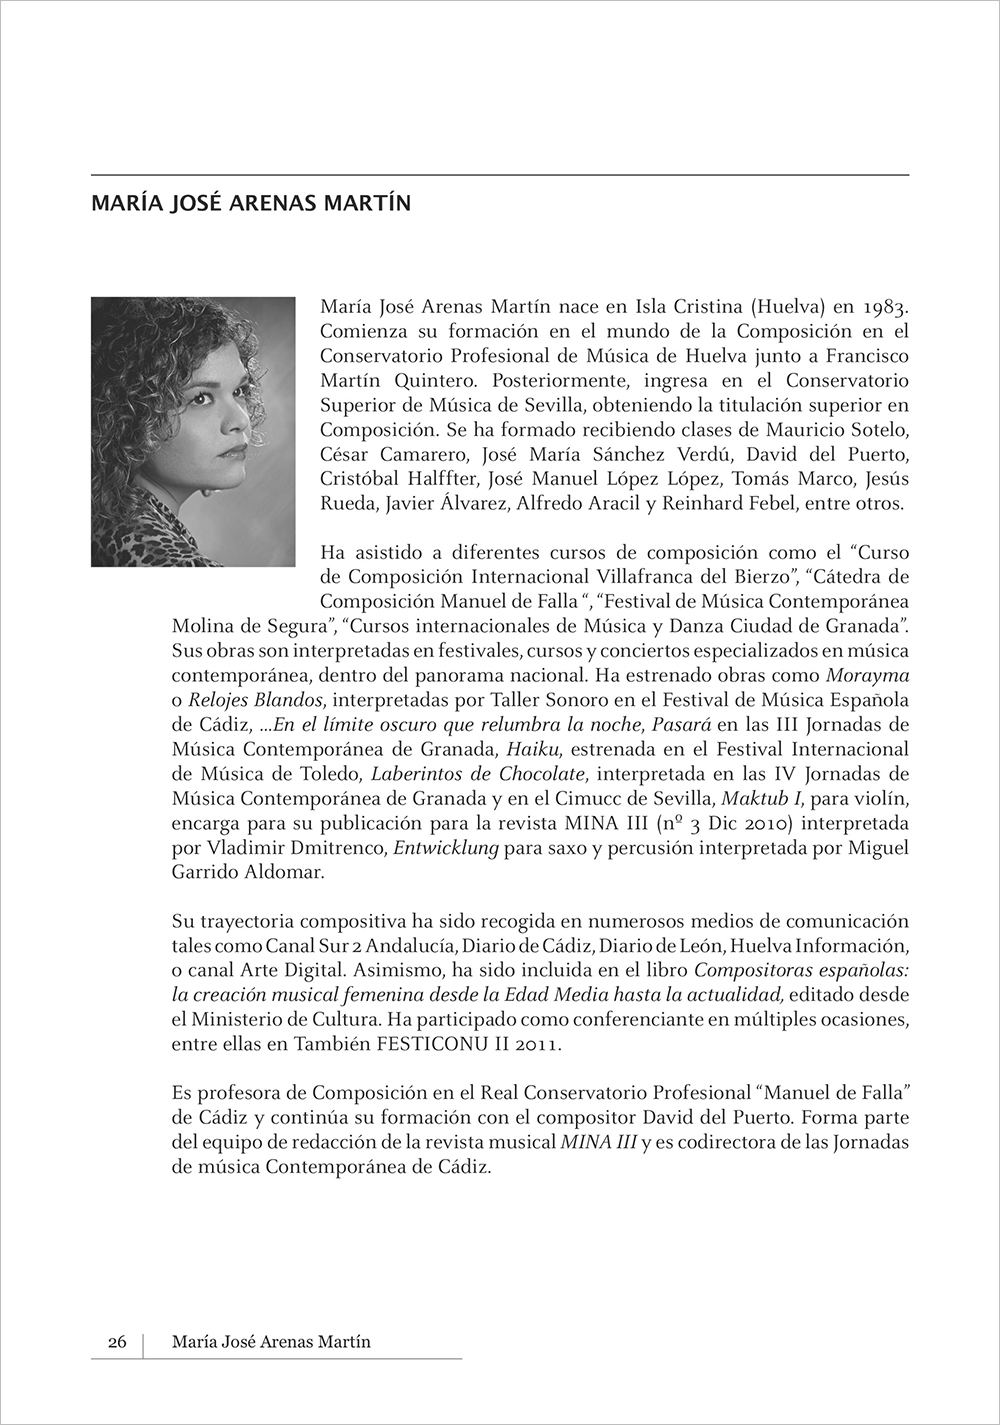 MARÍA JOSÉ ARENAS MARTÍN
María José Arenas Martín nace en Isla Cristina (Huelva) en 1983.
Comienza su formación en el mundo de la Composición en el
Conservatorio Profesional de Música de Huelva junto a Francisco
Martín Quintero. Posteriormente, ingresa en el Conservatorio
Superior de Música de Sevilla, obteniendo la titulación superior en
Composición. Se ha formado recibiendo clases de Mauricio Sotelo,
César Camarero, José María Sánchez Verdú, David del Puerto,
Cristóbal Halffter, José Manuel López López, Tomás Marco, Jesús
Rueda, Javier Álvarez, Alfredo Aracil y Reinhard Febel, entre otros.
Ha asistido a diferentes cursos de composición como el “Curso
de Composición Internacional Villafranca del Bierzo”, “Cátedra de
Composición Manuel de Falla “, “Festival de Música Contemporánea
Molina de Segura”, “Cursos internacionales de Música y Danza Ciudad de Granada”.
Sus obras son interpretadas en festivales, cursos y conciertos especializados en música
contemporánea, dentro del panorama nacional. Ha estrenado obras como Morayma
o Relojes Blandos, interpretadas por Taller Sonoro en el Festival de Música Española
de Cádiz, ...En el límite oscuro que relumbra la noche, Pasará en las III Jornadas de
Música Contemporánea de Granada, Haiku, estrenada en el Festival Internacional
de Música de Toledo, Laberintos de Chocolate, interpretada en las IV Jornadas de
Música Contemporánea de Granada y en el Cimucc de Sevilla, Maktub I, para violín,
encarga para su publicación para la revista MINA III (nº 3 Dic 2010) interpretada
por Vladimir Dmitrenco, Entwicklung para saxo y percusión interpretada por Miguel
Garrido Aldomar.
Su trayectoria compositiva ha sido recogida en numerosos medios de comunicación
tales como Canal Sur 2 Andalucía, Diario de Cádiz, Diario de León, Huelva Información,
o canal Arte Digital. Asimismo, ha sido incluida en el libro Compositoras españolas:
la creación musical femenina desde la Edad Media hasta la actualidad, editado desde
el Ministerio de Cultura. Ha participado como conferenciante en múltiples ocasiones,
entre ellas en También FESTICONU II 2011.
Es profesora de Composición en el Real Conservatorio Profesional “Manuel de Falla”
de Cádiz y continúa su formación con el compositor David del Puerto. Forma parte
del equipo de redacción de la revista musical MINA III y es codirectora de las Jornadas
de música Contemporánea de Cádiz.
26 María José Arenas Martín